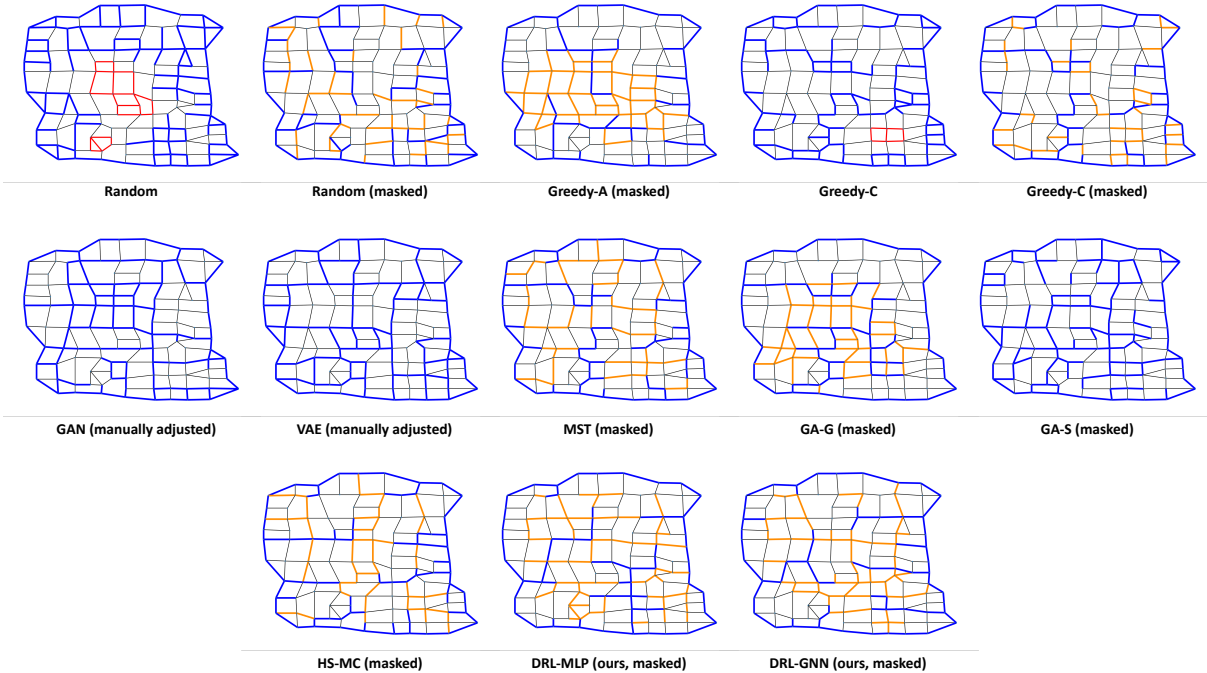 Random
Random (masked)
Greedy-A (masked)
Greedy-C
Greedy-C (masked)
GAN (manually adjusted)
VAE (manually adjusted)
MST (masked)
GA-G (masked)
GA-S (masked)
HS-MC (masked)
DRL-MLP (ours, masked)
DRL-GNN (ours, masked)